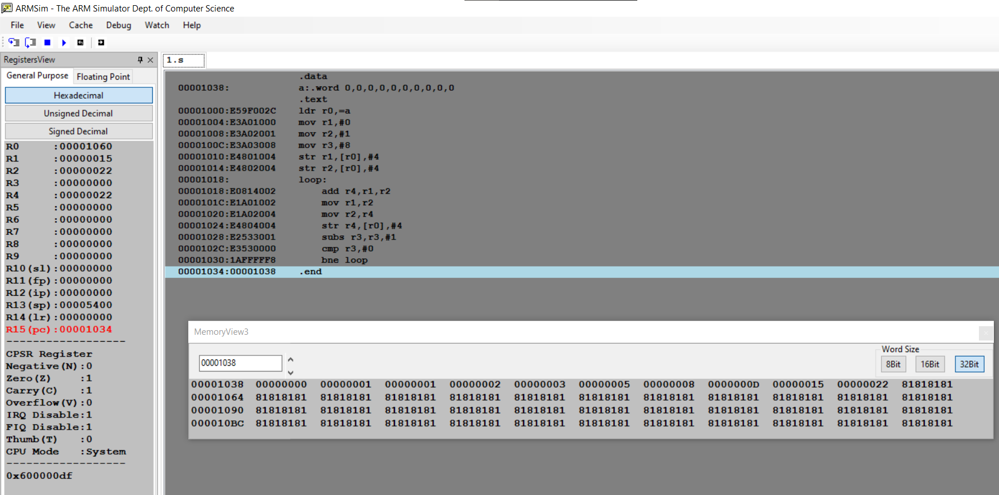 ARMSim - The ARM Simulator Dept. of Computer Science
File View Cache Debug Watch Help
RegistersView
General Purpose Floating Point
Hexadecimal
Unsigned Decimal
Signed Decimal
R0 :00001060
R1 :00000015
R2 :00000022
R3 :00000000
R4 :00000022
R5 :00000000
R6 :00000000
R7 :00000000
R8 :00000000
R9 :00000000
R10(sl):00000000
R11(fp):00000000
R12(ip):00000000
R13(sp):00005400
R14(lr):00000000
R15(pc):00001034
------------------
CPSR Register
Negative(N):0
Zero(Z) :1
Carry(C) :1
Overflow(V):0
IRQ Disable:1
FIQ Disable:1
Thumb(T) :0
CPU Mode :System
------------------
0x600000df
1.s
.data
00001038: a:.word 0,0,0,0,0,0,0,0,0,0
.text
00001000:E59F002C ldr r0,=a
00001004:E3A01000 mov r1,#0
00001008:E3A02001 mov r2,#1
0000100C:E3A03008 mov r3,#8
00001010:E4801004 str r1,[r0],#4
00001014:E4802004 str r2,[r0],#4
00001018: loop:
00001018:E0814002 add r4,r1,r2
0000101C:E1A01002 mov r1,r2
00001020:E1A02004 mov r2,r4
00001024:E4804004 str r4,[r0],#4
00001028:E2533001 subs r3,r3,#1
0000102C:E3530000 cmp r3,#0
00001030:1AFFFFF8 bne loop
00001034:00001038 .end
MemoryView3
Word Size
00001038 8Bit 16Bit 32Bit
00001038 00000000 00000001 00000001 00000002 00000003 00000005 00000008 0000000D 00000015 00000022 81818181
00001064 81818181 81818181 81818181 81818181 81818181 81818181 81818181 81818181 81818181 81818181 81818181
00001090 81818181 81818181 81818181 81818181 81818181 81818181 81818181 81818181 81818181 81818181 81818181
000010BC 81818181 81818181 81818181 81818181 81818181 81818181 81818181 81818181 81818181 81818181 81818181